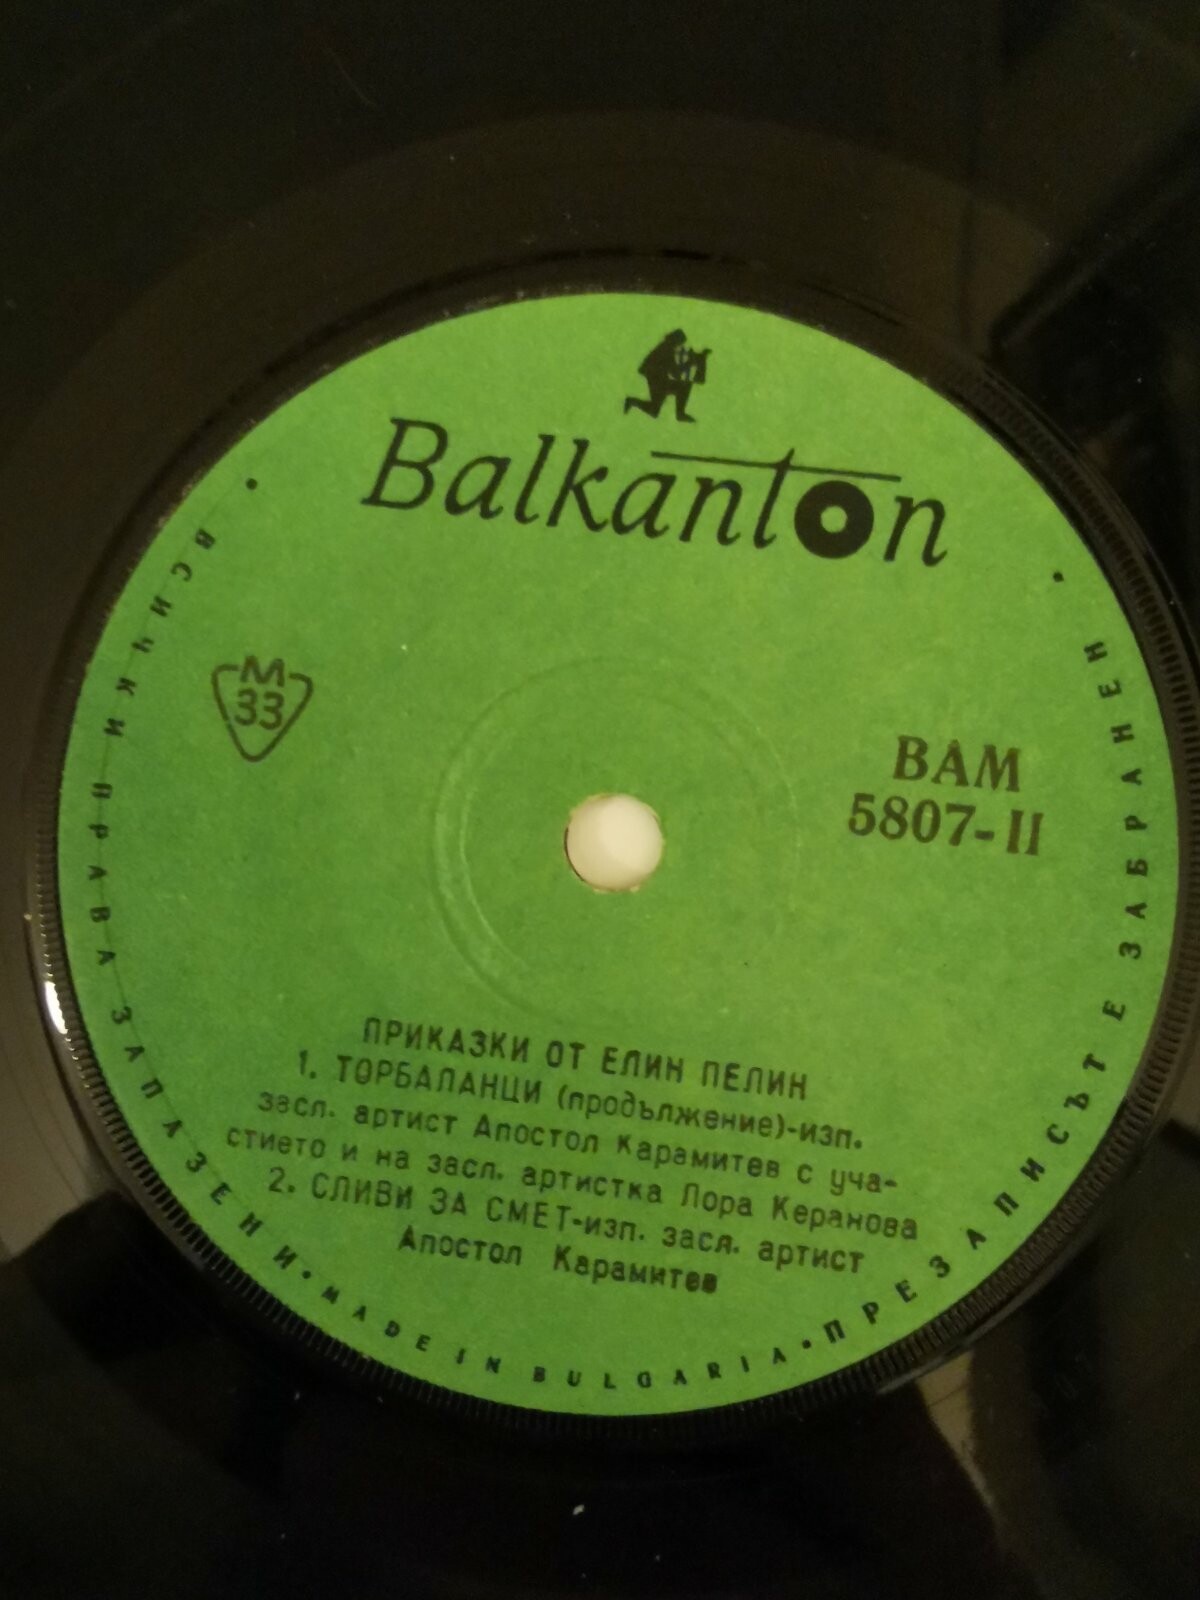 Balkanton
M
33
ВАМ
5807-II
ПРИКАЗКИ ОТ ЕЛИН ПЕЛИН
1. ТОРБАЛАНЦИ (продължение)-изп.
засл. артист Апостол Карамитев с уча-
стието и на засл. артистка Лора Керанова
2. СЛИВИ ЗА СМЕТ-изп. засл. артист
Апостол Карамитев
• ВСИЧКИ ПРАВА ЗАПАЗЕНИ • MADE IN BULGARIA • ПРЕЗАПИСЪТ Е ЗАБРАНЕН •